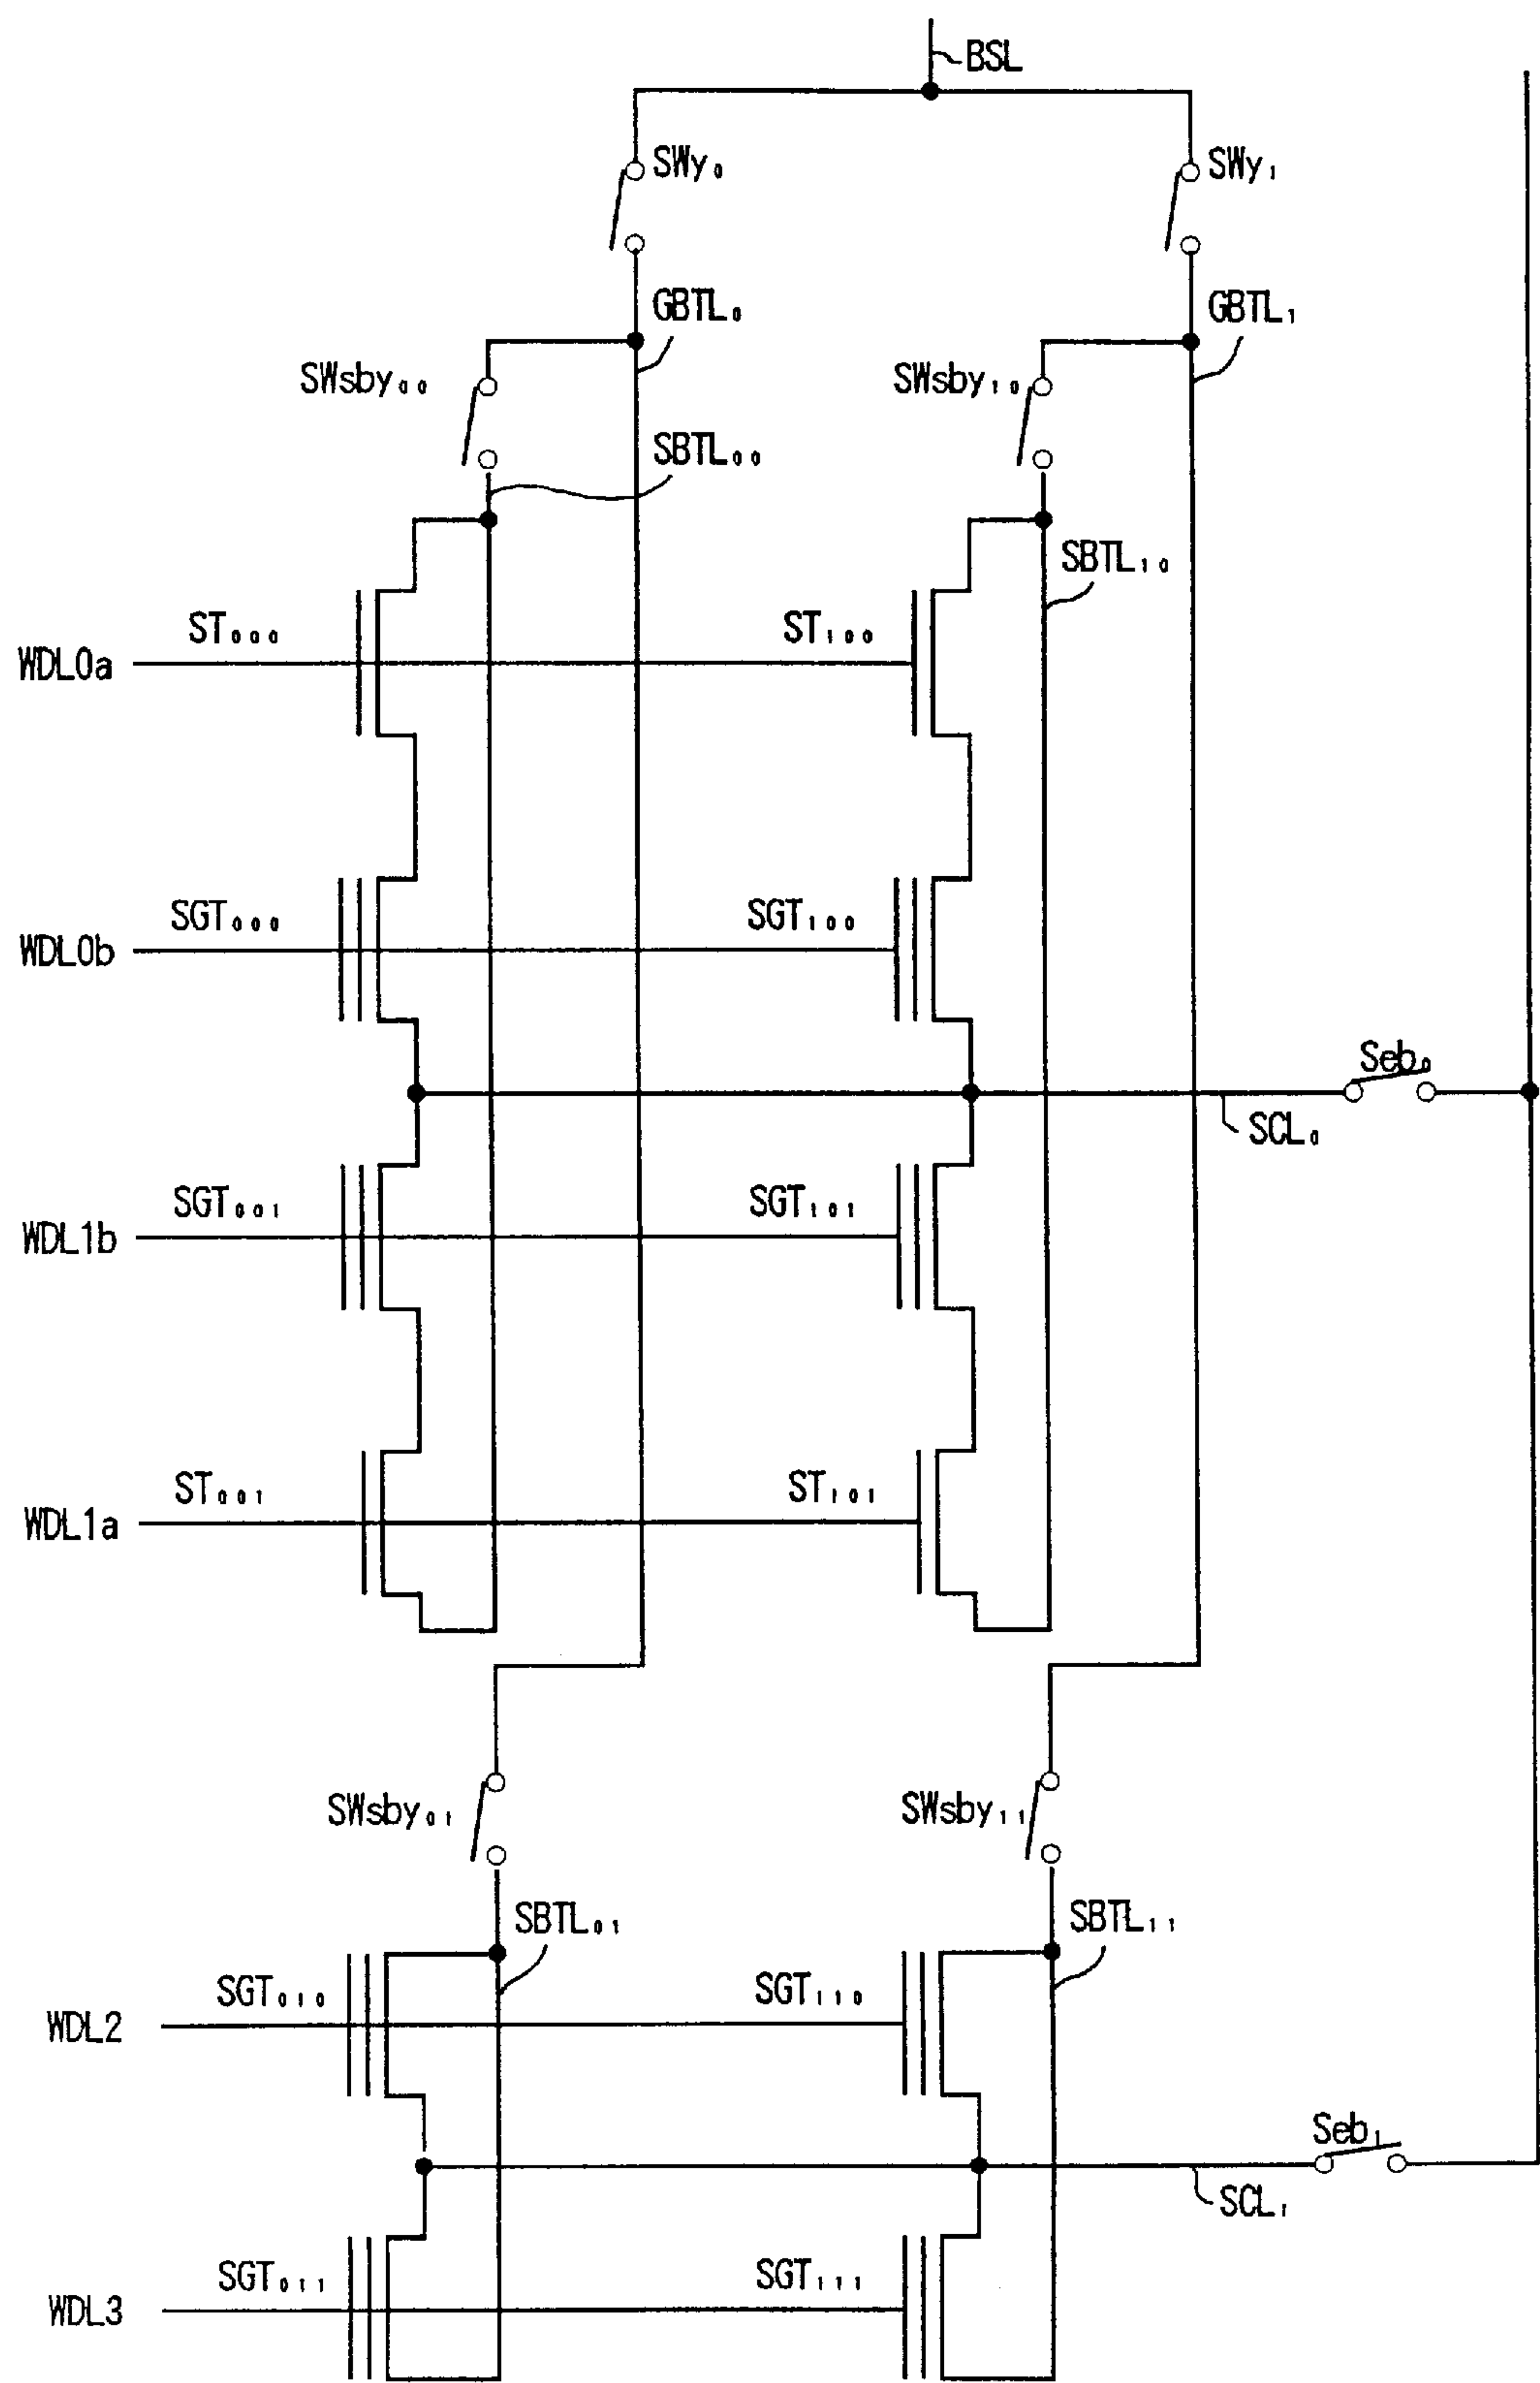 BSL
SWy₀ SWy₁
GBTL₀ GBTL₁
SWsby₀₀ SWsby₁₀
SBTL₀₀
SBTL₁₀
ST₀₀₀ ST₁₀₀
WDL0a
SGT₀₀₀ SGT₁₀₀
WDL0b
Seb₀
SCL₀
SGT₀₀₁ SGT₁₀₁
WDL1b
ST₀₀₁ ST₁₀₁
WDL1a
SWsby₀₁ SWsby₁₁
SBTL₀₁ SBTL₁₁
SGT₀₁₀ SGT₁₁₀
WDL2
Seb₁
SCL₁
SGT₀₁₁ SGT₁₁₁
WDL3